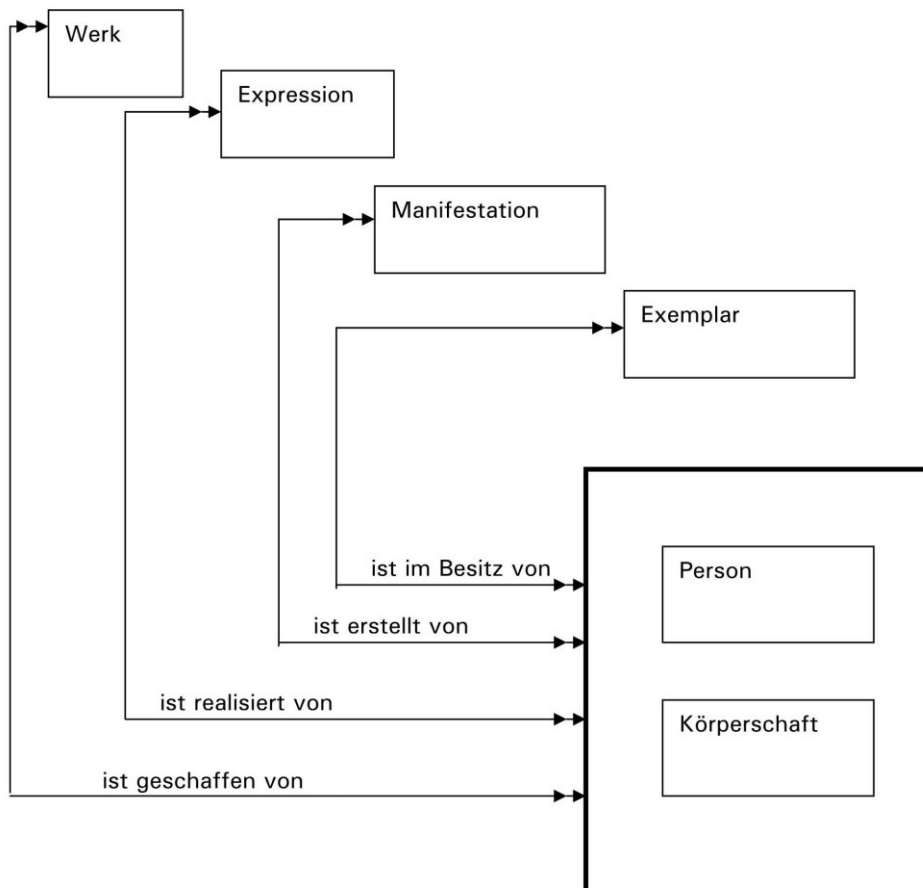 Werk
Expression
Manifestation
Exemplar
ist im Besitz von
Person
ist erstellt von
ist realisiert von
Körperschaft
ist geschaffen von